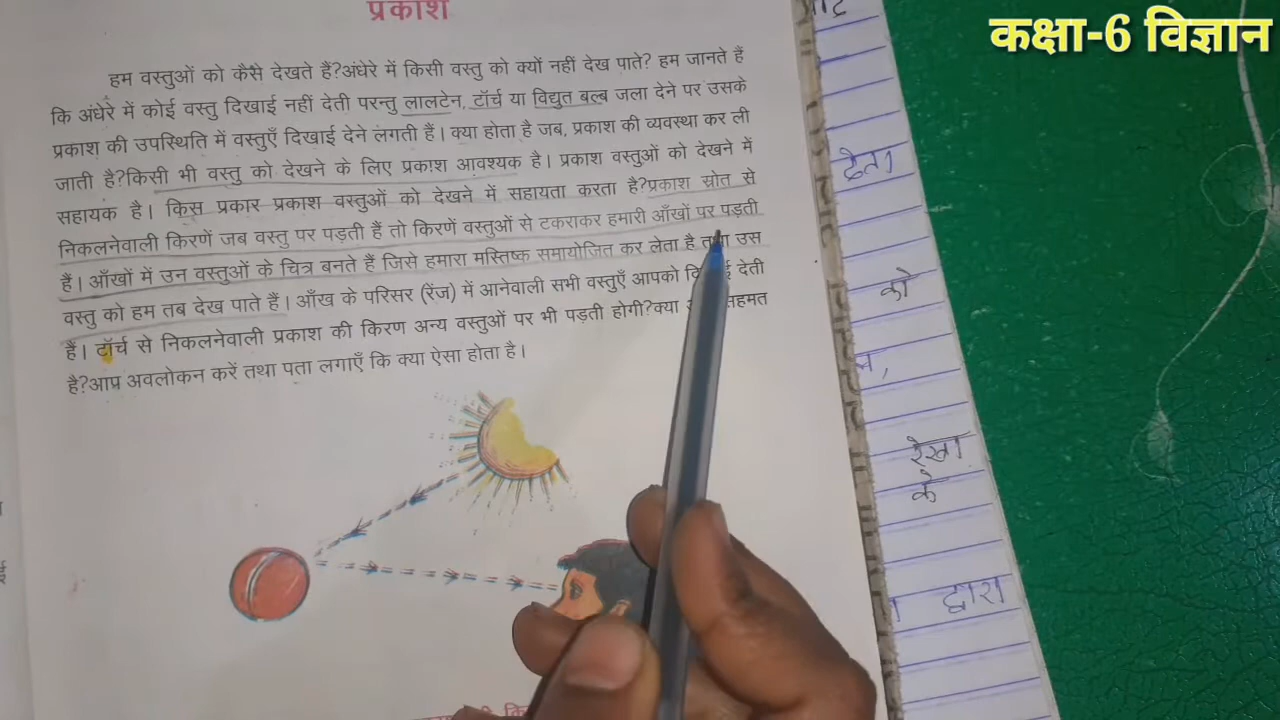 कक्षा-6 विज्ञान
प्रकाश
हम वस्तुओं को कैसे देखते हैं?अंधेरे में किसी वस्तु को क्यों नहीं देख पाते? हम जानते हैं
कि अंधेरे में कोई वस्तु दिखाई नहीं देती परन्तु लालटेन, टॉर्च या विद्युत बल्ब जला देने पर उसके
प्रकाश की उपस्थिति में वस्तुएँ दिखाई देने लगती हैं। क्या होता है जब, प्रकाश की व्यवस्था कर ली
जाती है?किसी भी वस्तु को देखने के लिए प्रकाश आवश्यक है। प्रकाश वस्तुओं को देखने में
सहायक है। किस प्रकार प्रकाश वस्तुओं को देखने में सहायता करता है?प्रकाश स्रोत से
निकलनेवाली किरणें जब वस्तु पर पड़ती हैं तो किरणें वस्तुओं से टकराकर हमारी आँखों पर पड़ती
हैं। आँखों में उन वस्तुओं के चित्र बनते हैं जिसे हमारा मस्तिष्क समायोजित कर लेता है उस
वस्तु को हम तब देख पाते हैं। आँख के परिसर (रेंज) में आनेवाली सभी वस्तुएँ आपको देती
हैं। टॉर्च से निकलनेवाली प्रकाश की किरण अन्य वस्तुओं पर भी पड़ती होगी?क्या सहमत
है?आप अवलोकन करें तथा पता लगाएँ कि क्या ऐसा होता है।
देता
को
रेखा
के
द्वारा